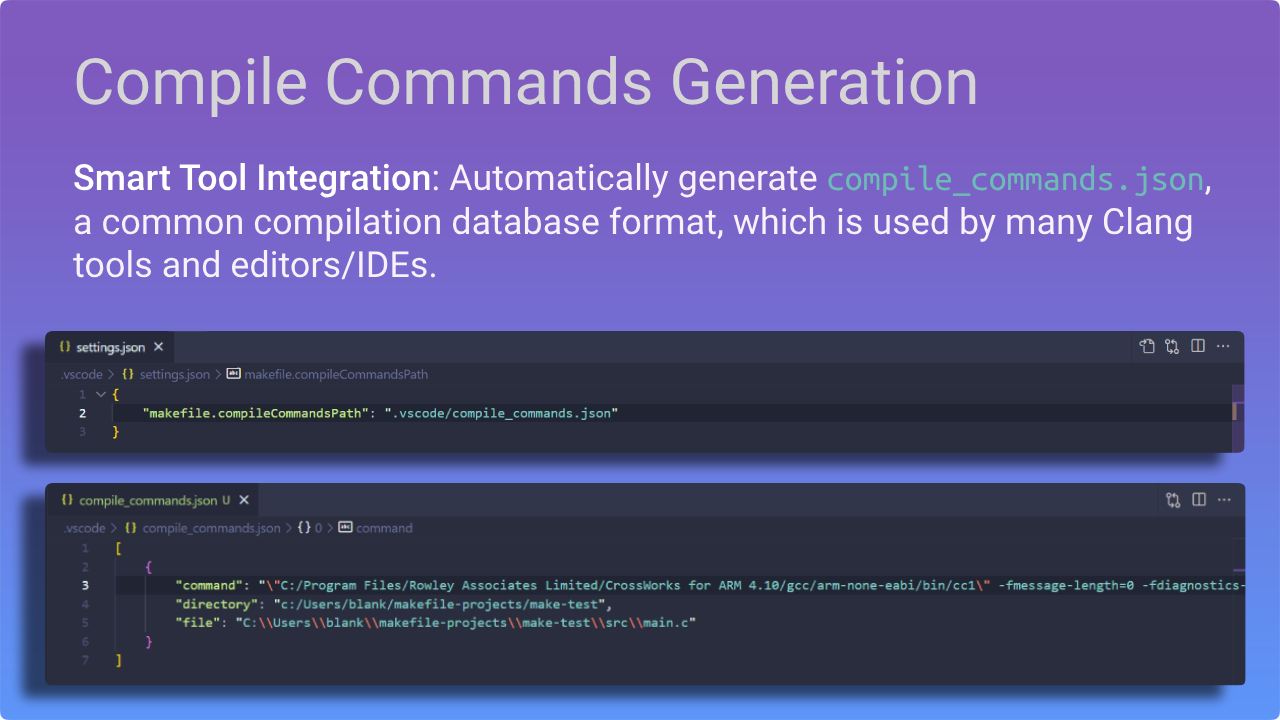 Compile Commands Generation
Smart Tool Integration: Automatically generate compile_commands.json,
a common compilation database format, which is used by many Clang
tools and editors/IDEs.
{} settings.json ×
.vscode > {} settings.json > abc makefile.compileCommandsPath
1 {
2 "makefile.compileCommandsPath": ".vscode/compile_commands.json"
3 }
{} compile_commands.json U ×
.vscode > {} compile_commands.json > {} 0 > abc command
1 [
2 {
3 "command": "\"C:/Program Files/Rowley Associates Limited/CrossWorks for ARM 4.10/gcc/arm-none-eabi/bin/cc1\" -fmessage-length=0 -fdiagnostics-
4 "directory": "c:/Users/blank/makefile-projects/make-test",
5 "file": "C:\\Users\\blank\\makefile-projects\\make-test\\src\\main.c"
6 }
7 ]